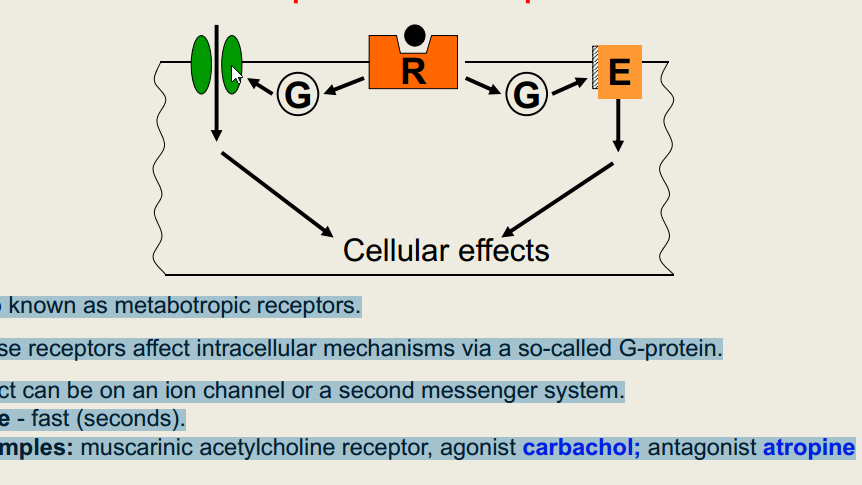 R
E
G
G
Cellular effects
known as metabotropic receptors.
se receptors affect intracellular mechanisms via a so-called G-protein.
ct can be on an ion channel or a second messenger system.
e - fast (seconds).
mples: muscarinic acetylcholine receptor, agonist carbachol; antagonist atropine